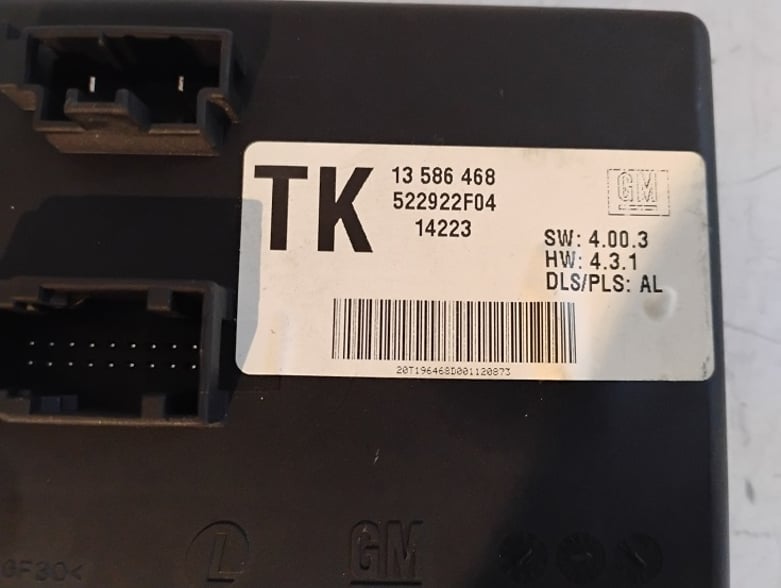 TK
13 586 468
522922F04
14223
GM
SW: 4.00.3
HW: 4.3.1
DLS/PLS: AL
20T196468D001120873
GF30<
L
GM